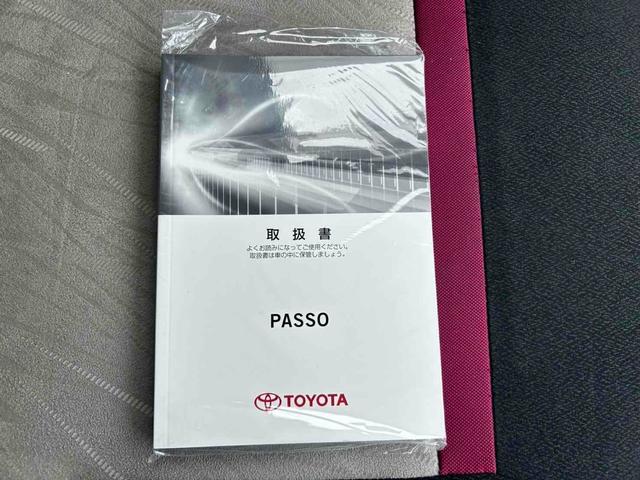 取扱書
よくお読みになってご使用ください。
取扱書は車の中に保管しましょう。
PASSO
TOYOTA